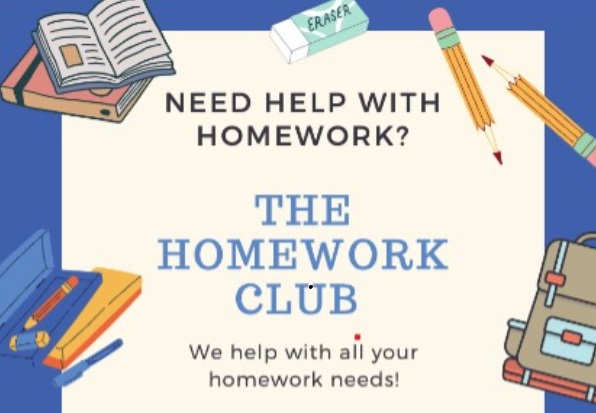 ERASER
NEED HELP WITH
HOMEWORK?
THE
HOMEWORK
CLUB
We help with all your
homework needs!